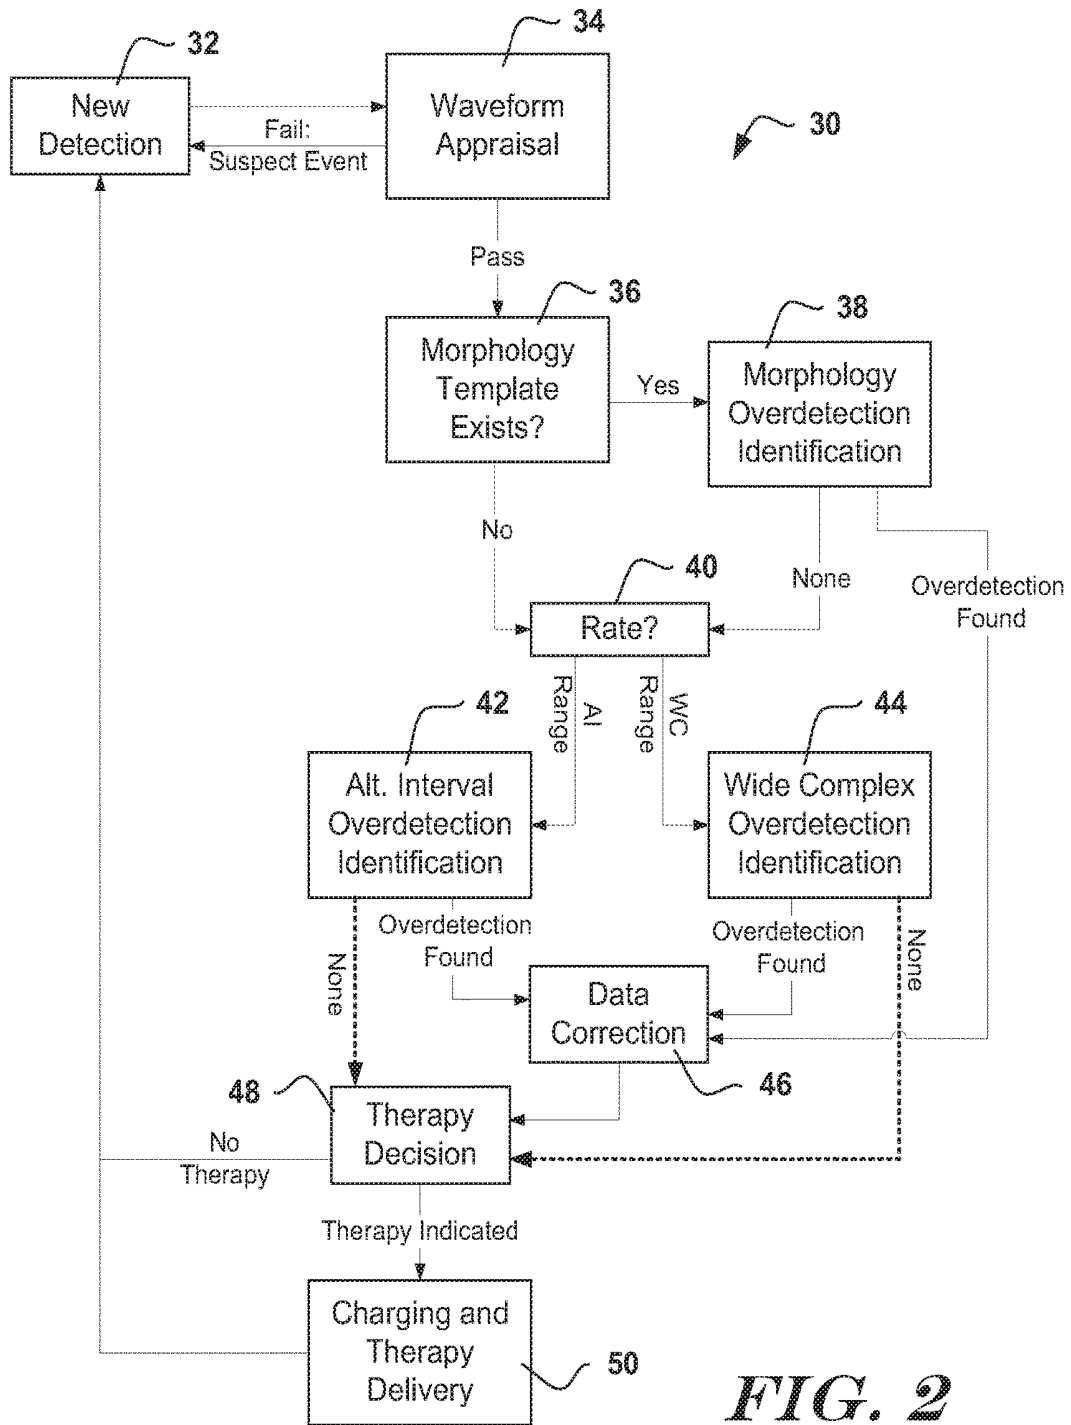 34
32
New
Detection
Waveform
Appraisal
30
Fail:
Suspect Event
Pass
36
38
Morphology
Template
Exists?
Yes
Morphology
Overdetection
Identification
No
None
Overdetection
Found
40
Rate?
AI
Range
WC
Range
42
44
Alt. Interval
Overdetection
Identification
Wide Complex
Overdetection
Identification
Overdetection
Found
None
Overdetection
Found
None
Data
Correction
46
48
Therapy
Decision
No
Therapy
Therapy Indicated
Charging and
Therapy
Delivery
50
FIG. 2